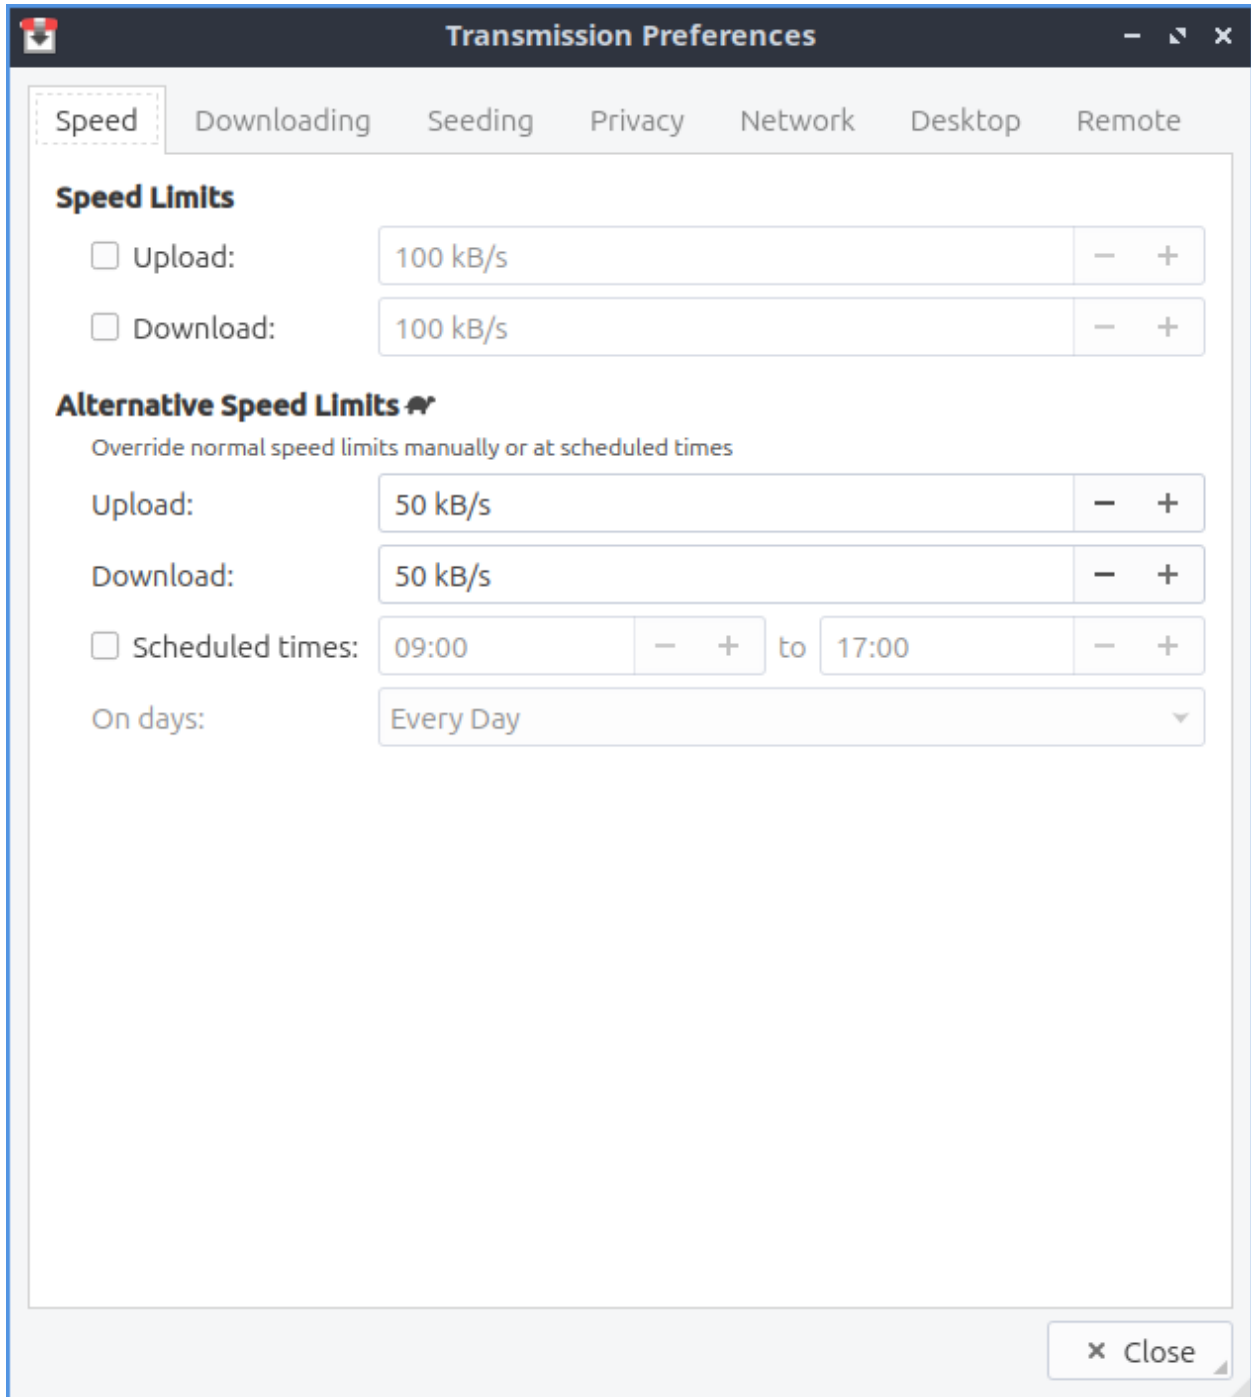 Transmission Preferences
Speed Downloading Seeding Privacy Network Desktop Remote
Speed Limits
Upload: 100 kB/s
Download: 100 kB/s
Alternative Speed Limits
Override normal speed limits manually or at scheduled times
Upload: 50 kB/s
Download: 50 kB/s
Scheduled times: 09:00 to 17:00
On days: Every Day
Close